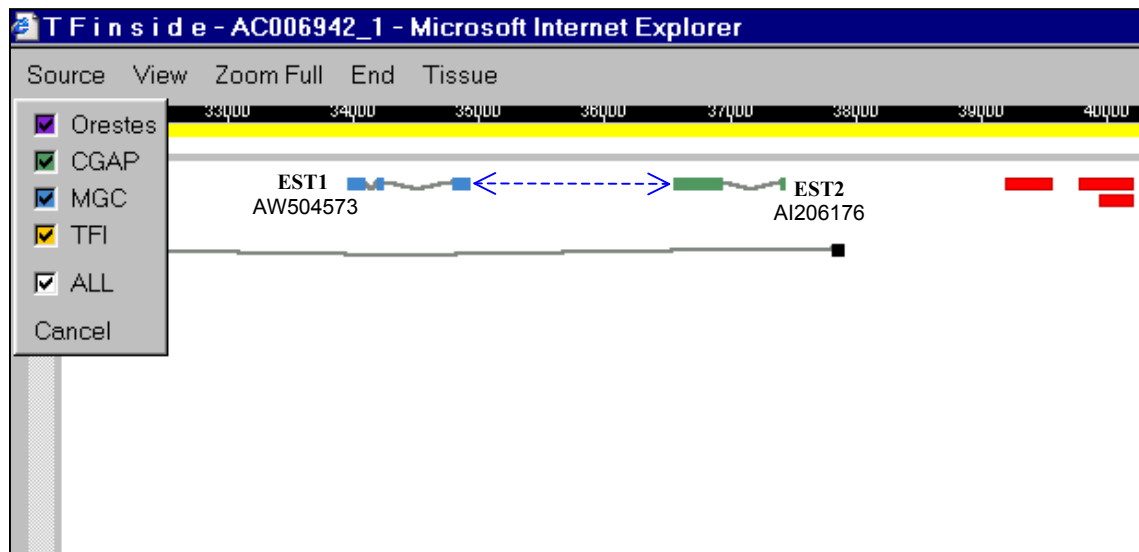 T F i n s i d e - AC006942_1 - Microsoft Internet Explorer
Source View Zoom Full End Tissue
33000 34000 35000 36000 37000 38000 39000 40000
Orestes
CGAP
MGC
TFI
ALL
Cancel
EST1
AW504573
EST2
AI206176